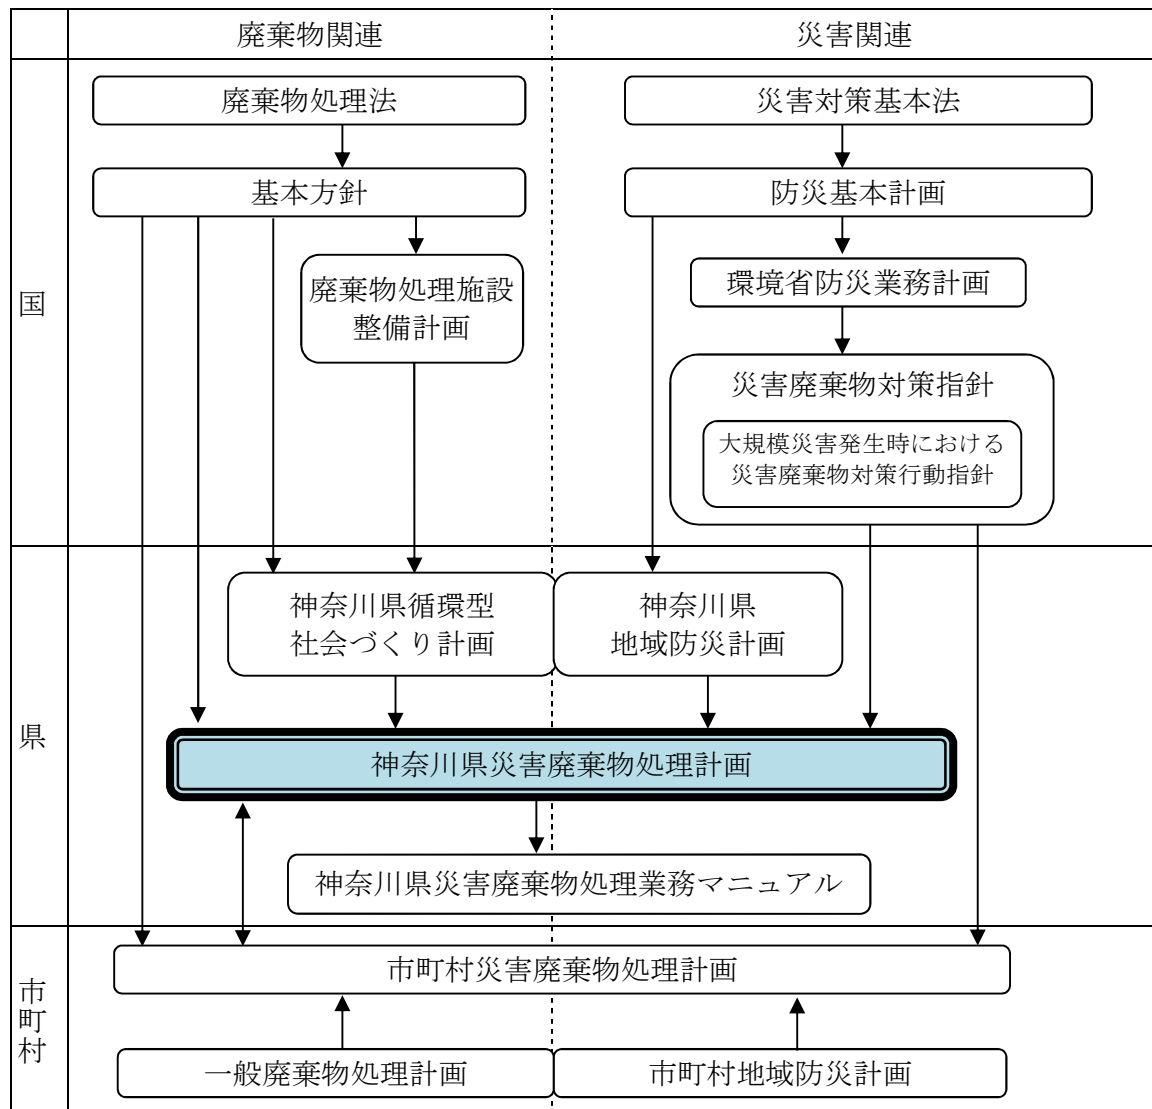 廃棄物関連
災害関連
国
廃棄物処理法
災害対策基本法
基本方針
防災基本計画
廃棄物処理施設
整備計画
環境省防災業務計画
災害廃棄物対策指針
大規模災害発生時における
災害廃棄物対策行動指針
県
神奈川県循環型
社会づくり計画
神奈川県
地域防災計画
神奈川県災害廃棄物処理計画
神奈川県災害廃棄物処理業務マニュアル
市町村
市町村災害廃棄物処理計画
一般廃棄物処理計画
市町村地域防災計画